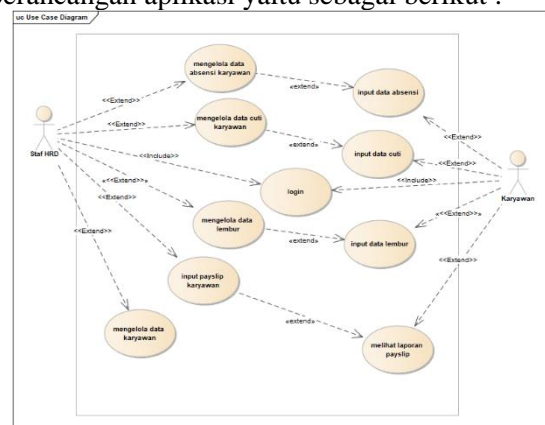 perancangan aplikasi yaitu sebagai berikut :
uc Use Case Diagram
mengelola data
absensi karyawan
«extend»
input data absensi
<<Extend>>
mengelola data cuti
karyawan
<<Extend>>
«extend»
input data cuti
<<Extend>>
<<Extend>>
Staf HRD
<<Include>>
login
<<Include>>
Karyawan
<<Extend>>
mengelola data
lembur
«extend»
input data lembur
<<Extend>>
<<Extend>>
<<Extend>>
input payslip
karyawan
<<Extend>>
«extend»
mengelola data
karyawan
melihat laporan
payslip